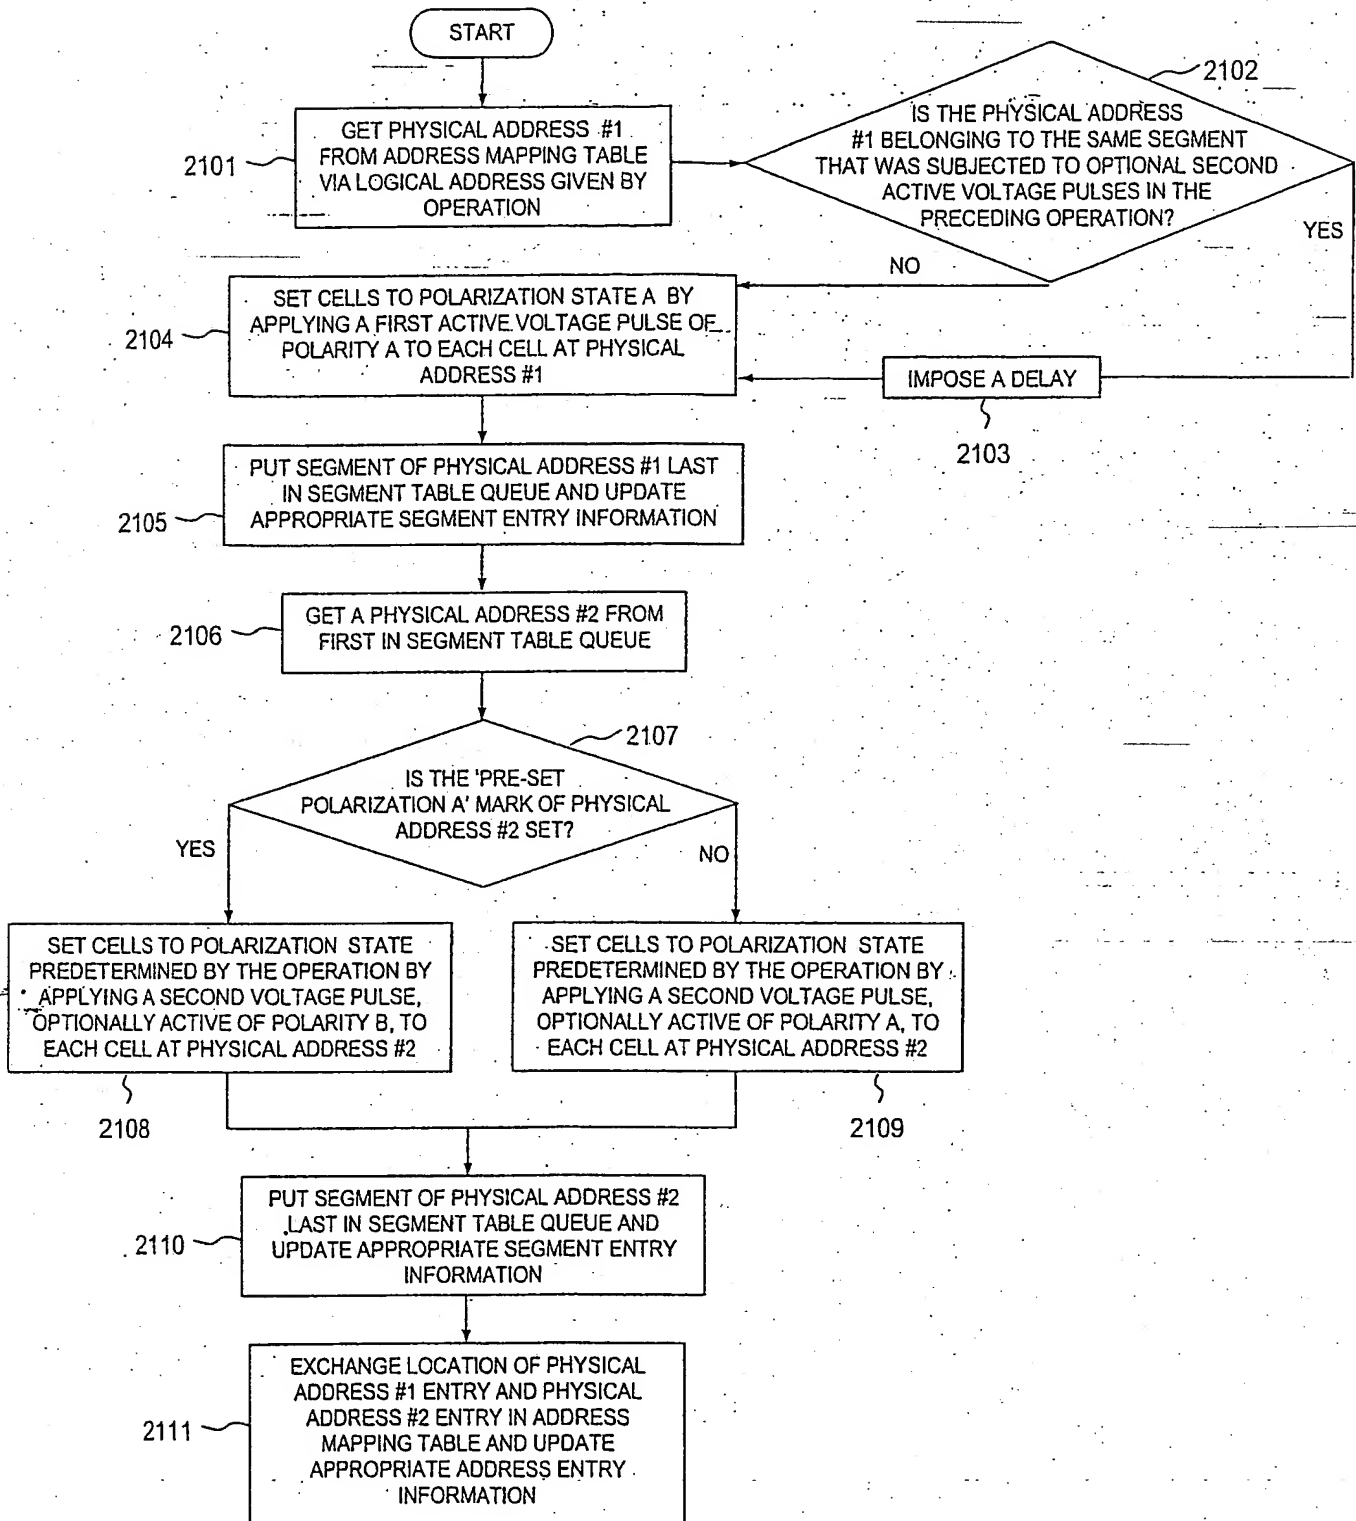 START
2101
GET PHYSICAL ADDRESS #1
FROM ADDRESS MAPPING TABLE
VIA LOGICAL ADDRESS GIVEN BY
OPERATION
2102
IS THE PHYSICAL ADDRESS
#1 BELONGING TO THE SAME SEGMENT
THAT WAS SUBJECTED TO OPTIONAL SECOND
ACTIVE VOLTAGE PULSES IN THE
PRECEDING OPERATION?
YES
NO
2104
SET CELLS TO POLARIZATION STATE A BY
APPLYING A FIRST ACTIVE VOLTAGE PULSE OF
POLARITY A TO EACH CELL AT PHYSICAL
ADDRESS #1
IMPOSE A DELAY
2103
2105
PUT SEGMENT OF PHYSICAL ADDRESS #1 LAST
IN SEGMENT TABLE QUEUE AND UPDATE
APPROPRIATE SEGMENT ENTRY INFORMATION
2106
GET A PHYSICAL ADDRESS #2 FROM
FIRST IN SEGMENT TABLE QUEUE
2107
IS THE 'PRE-SET
POLARIZATION A' MARK OF PHYSICAL
ADDRESS #2 SET?
YES
NO
SET CELLS TO POLARIZATION STATE
PREDETERMINED BY THE OPERATION BY
APPLYING A SECOND VOLTAGE PULSE,
OPTIONALLY ACTIVE OF POLARITY B, TO
EACH CELL AT PHYSICAL ADDRESS #2
2108
SET CELLS TO POLARIZATION STATE
PREDETERMINED BY THE OPERATION BY
APPLYING A SECOND VOLTAGE PULSE,
OPTIONALLY ACTIVE OF POLARITY A, TO
EACH CELL AT PHYSICAL ADDRESS #2
2109
2110
PUT SEGMENT OF PHYSICAL ADDRESS #2
LAST IN SEGMENT TABLE QUEUE AND
UPDATE APPROPRIATE SEGMENT ENTRY
INFORMATION
2111
EXCHANGE LOCATION OF PHYSICAL
ADDRESS #1 ENTRY AND PHYSICAL
ADDRESS #2 ENTRY IN ADDRESS
MAPPING TABLE AND UPDATE
APPROPRIATE ADDRESS ENTRY
INFORMATION